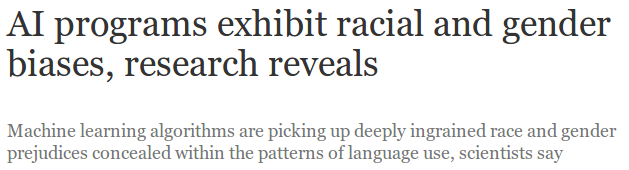 AI programs exhibit racial and gender
biases, research reveals
Machine learning algorithms are picking up deeply ingrained race and gender
prejudices concealed within the patterns of language use, scientists say